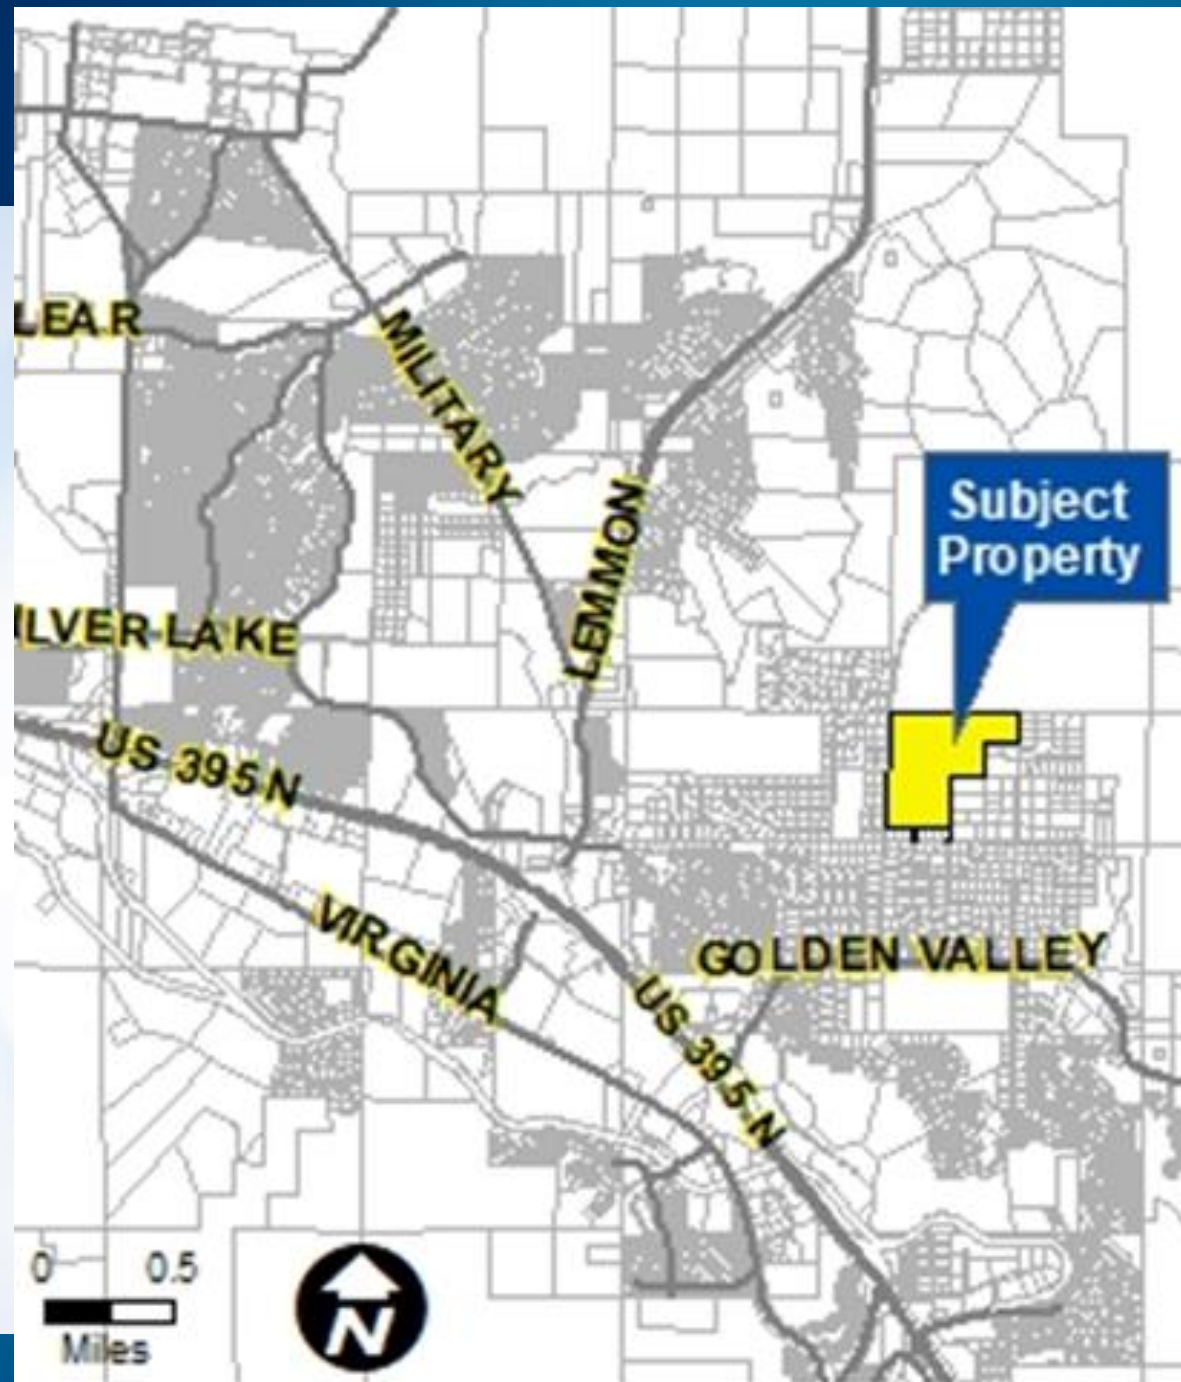 LEAR
MILITARY
LEMMON
Subject
Property
ILVER LAKE
US 395 N
VIRGINIA
GOLDEN VALLEY
US 395 N
0 0.5
Miles
N